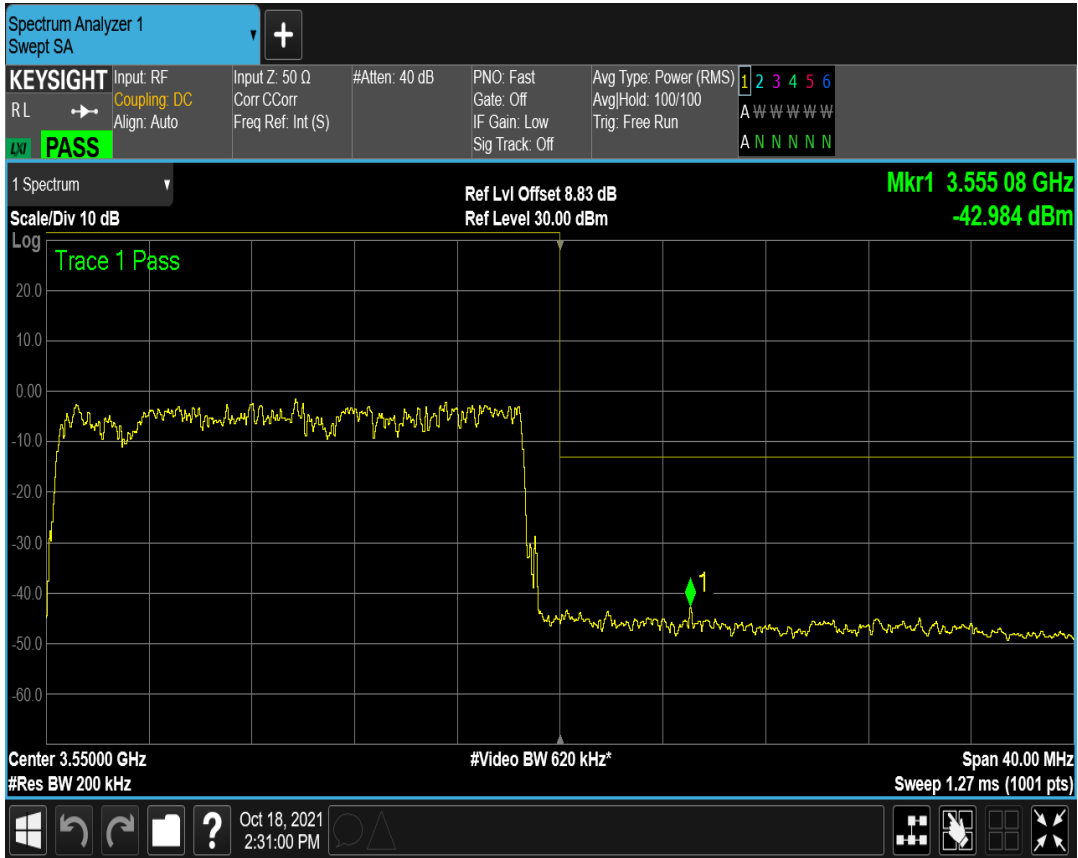 Spectrum Analyzer 1
Swept SA
+
KEYSIGHT
R L
LXI
PASS
Input: RF
Coupling: DC
Align: Auto
Input Z: 50 Ω
Corr CCorr
Freq Ref: Int (S)
#Atten: 40 dB
PNO: Fast
Gate: Off
IF Gain: Low
Sig Track: Off
Avg Type: Power (RMS)
Avg|Hold: 100/100
Trig: Free Run
1 2 3 4 5 6
A W W W W W
A N N N N N
1 Spectrum
Scale/Div 10 dB
Ref Lvl Offset 8.83 dB
Ref Level 30.00 dBm
Mkr1 3.555 08 GHz
-42.984 dBm
Log
Trace 1 Pass
20.0
10.0
0.00
-10.0
-20.0
-30.0
-40.0
1
-50.0
-60.0
Center 3.55000 GHz
#Video BW 620 kHz*
Span 40.00 MHz
#Res BW 200 kHz
Sweep 1.27 ms (1001 pts)
?
Oct 18, 2021
2:31:00 PM